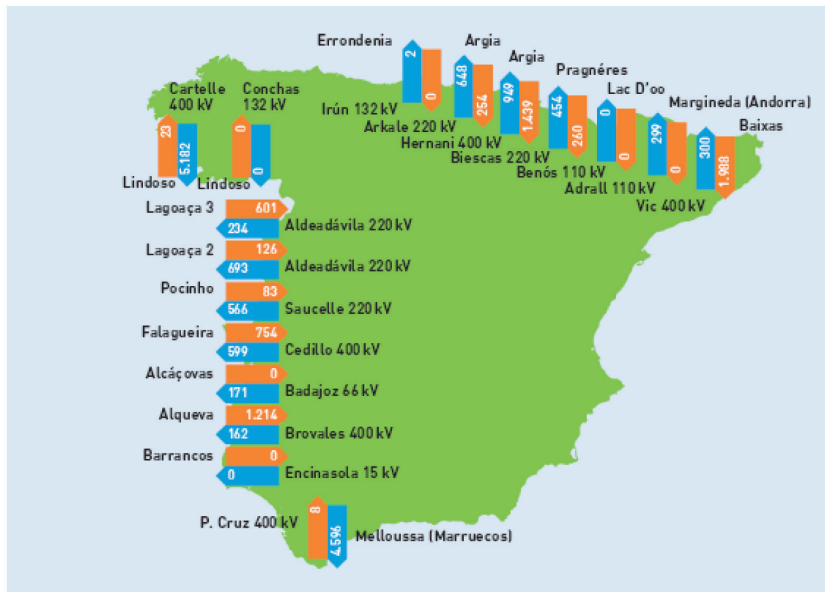 Errondenia
Argia
Argia
Pragnéres
Lac D'oo
Margineda (Andorra)
Baixas
2
0
648
254
949
1.439
454
260
0
0
299
0
300
1.988
Irún 132 kV
Arkale 220 kV
Hernani 400 kV
Biescas 220 kV
Benós 110 kV
Adrall 110 kV
Vic 400 kV
Cartelle
400 kV
Conchas
132 kV
23
5.182
0
0
Lindoso
Lindoso
Lagoaça 3
601
234
Aldeadávila 220 kV
Lagoaça 2
126
693
Aldeadávila 220 kV
Pocinho
83
566
Saucelle 220 kV
Falagueira
754
599
Cedillo 400 kV
Alcáçovas
0
171
Badajoz 66 kV
Alqueva
1.214
162
Brovales 400 kV
Barrancos
0
0
Encinasola 15 kV
P. Cruz 400 kV
8
4.596
Melloussa (Marruecos)